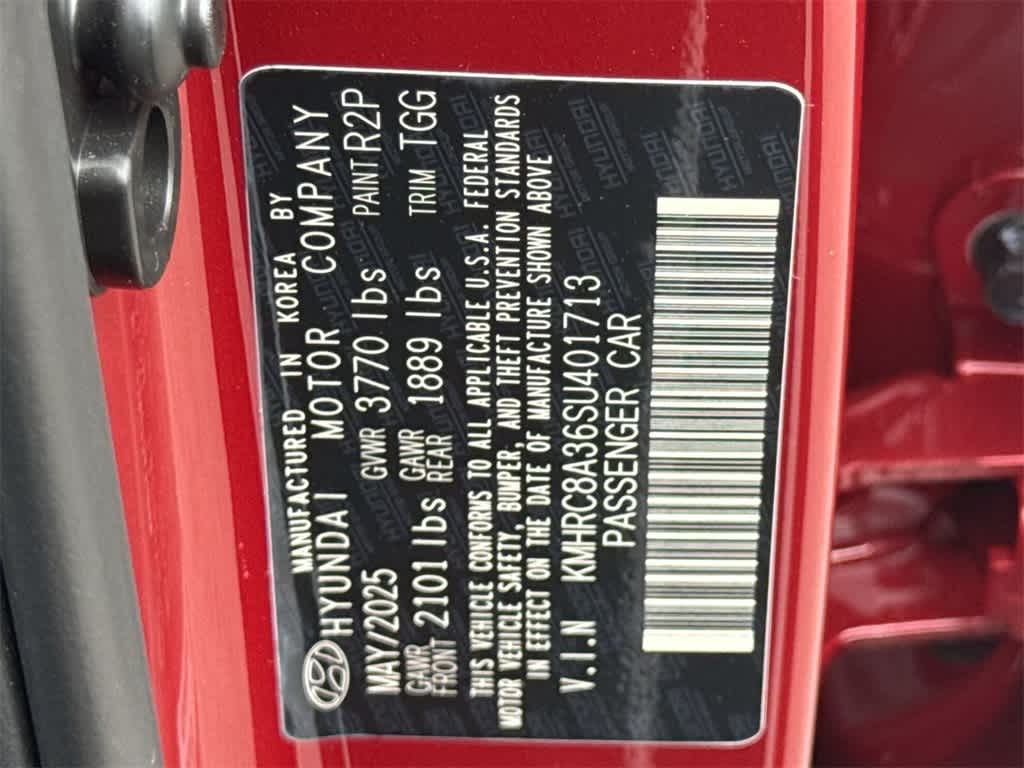 MANUFACTURED IN KOREA BY
HYUNDAI MOTOR COMPANY
MAY/2025 GVWR 3770 lbs PAINT R2P
GAWR FRONT 2101 lbs GAWR REAR 1889 lbs TRIM TGG
THIS VEHICLE CONFORMS TO ALL APPLICABLE U.S.A. FEDERAL
MOTOR VEHICLE SAFETY, BUMPER, AND THEFT PREVENTION STANDARDS
IN EFFECT ON THE DATE OF MANUFACTURE SHOWN ABOVE
V.I.N KMHRC8A36SU401713
PASSENGER CAR